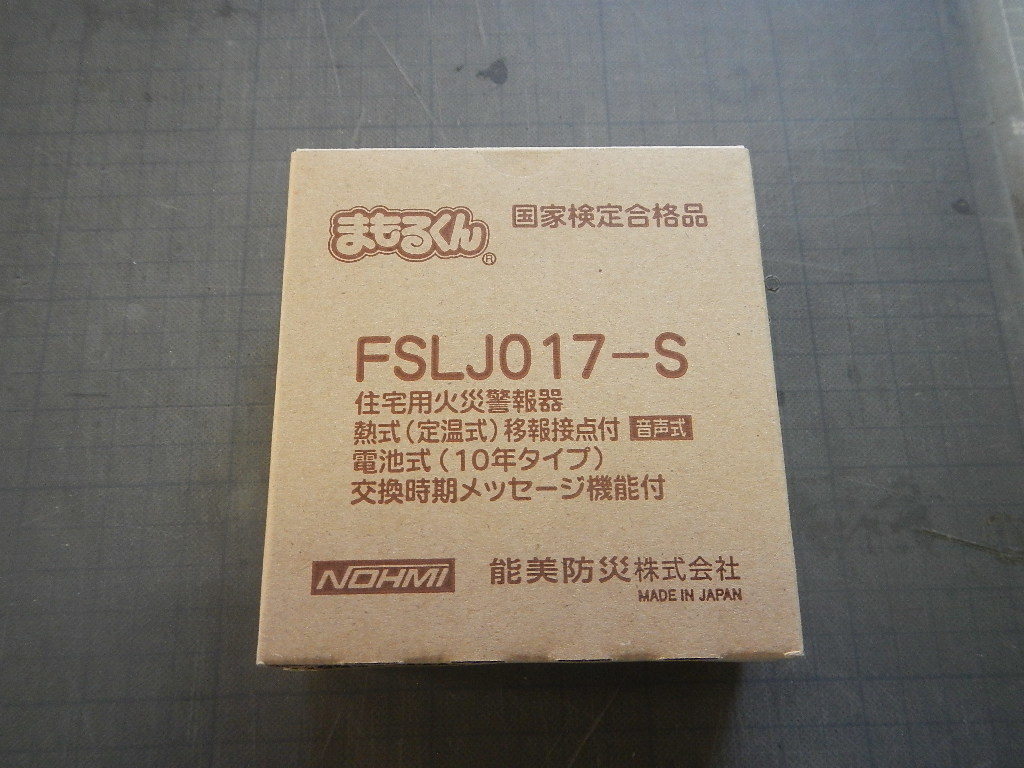 まもるくん®
国家検定合格品
FSLJ017-S
住宅用火災警報器
熱式(定温式)移報接点付 音声式
電池式(10年タイプ)
交換時期メッセージ機能付
NOHMI 能美防災株式会社
MADE IN JAPAN